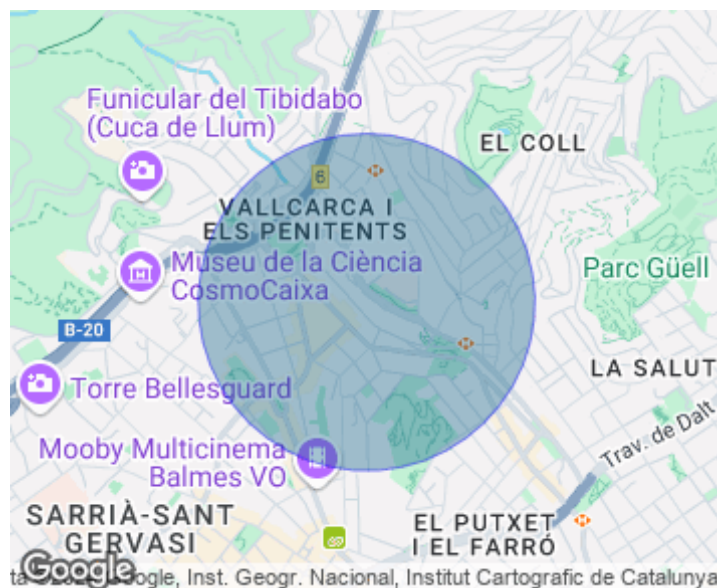 Funicular del Tibidabo
(Cuca de Llum)
EL COLL
6
VALLCARCA I
ELS PENITENTS
Museu de la Ciència
CosmoCaixa
Parc Güell
B-20
LA SALUT
Torre Bellesguard
Trav. de Dalt
Mooby Multicinema
Balmes VO
SARRIÀ-SANT
GERVASI
EL PUTXET
I EL FARRÓ
Google
oogle, Inst. Geogr. Nacional, Institut Cartogràfic de Catalunya